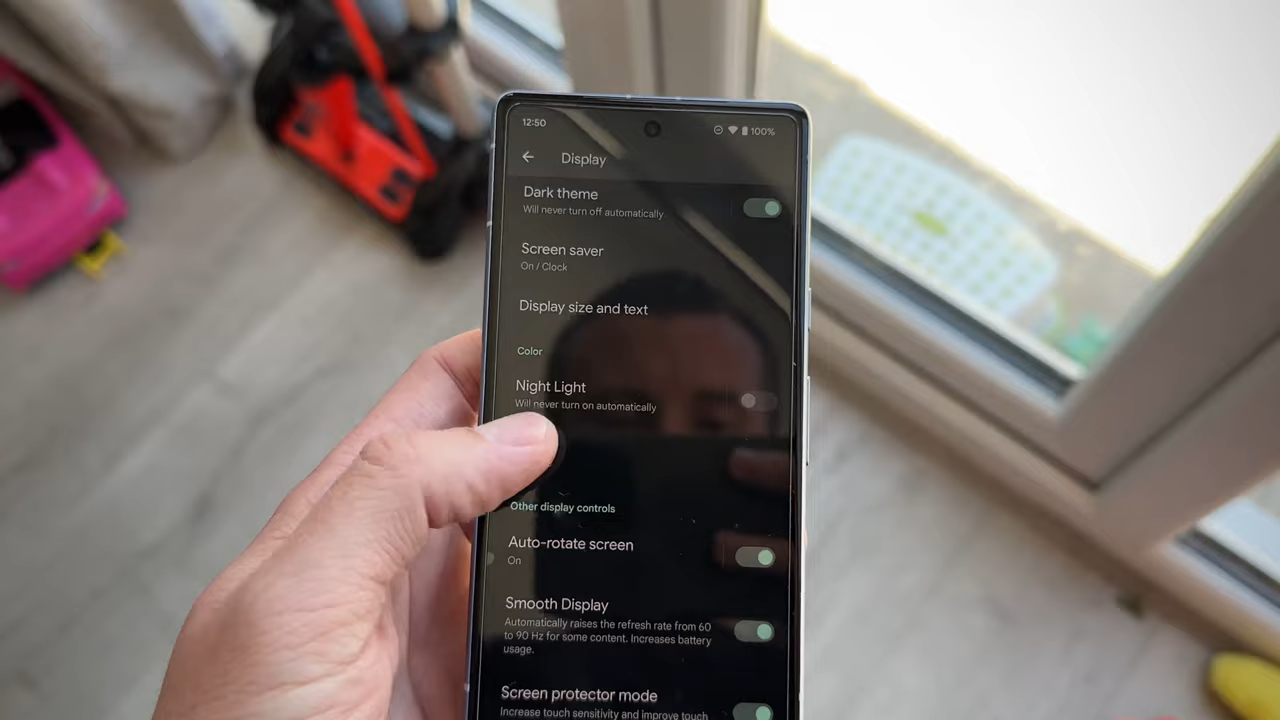 12:50
100%
Display
Dark theme
Will never turn off automatically
Screen saver
On / Clock
Display size and text
Color
Night Light
Will never turn on automatically
Other display controls
Auto-rotate screen
On
Smooth Display
Automatically raises the refresh rate from 60
to 90 Hz for some content. Increases battery
usage.
Screen protector mode
Increase touch sensitivity and improve touch